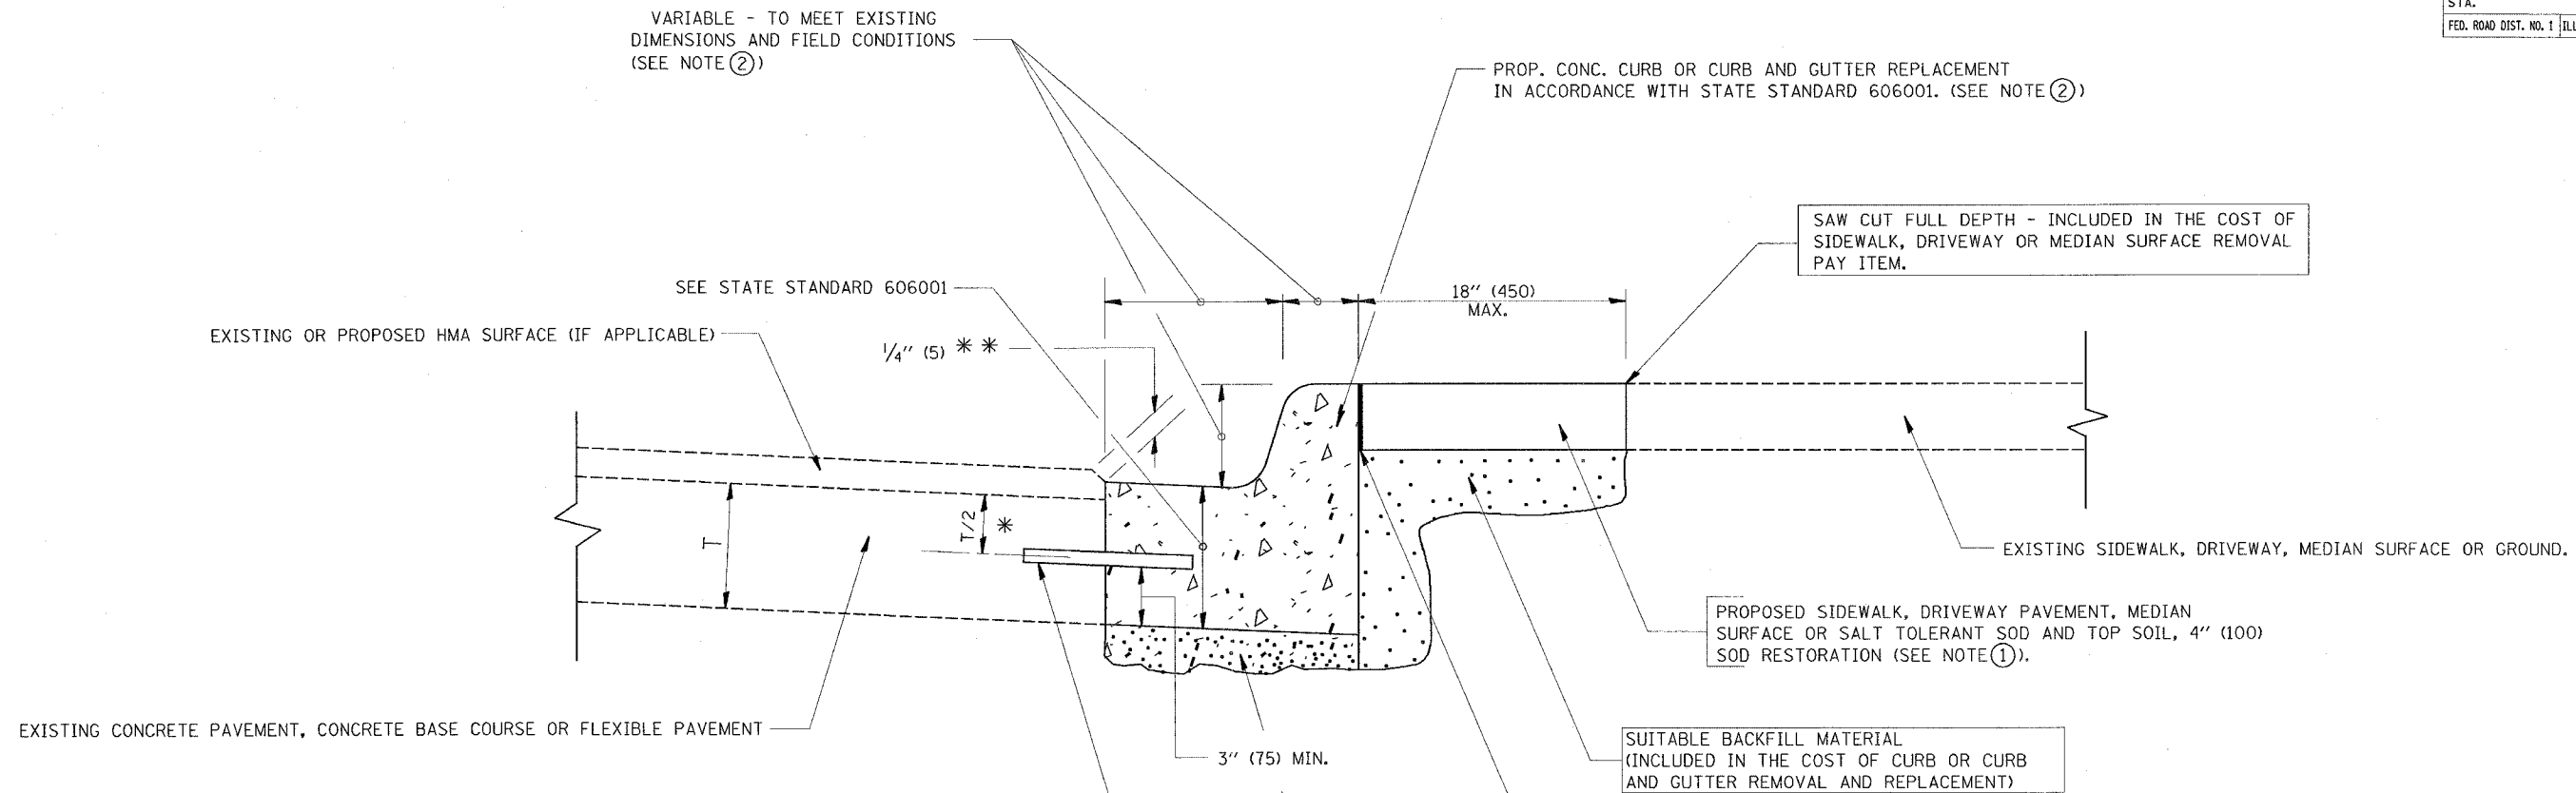 STA.
FED. ROAD DIST. NO. 1 ILL
VARIABLE - TO MEET EXISTING
DIMENSIONS AND FIELD CONDITIONS
(SEE NOTE ②)
PROP. CONC. CURB OR CURB AND GUTTER REPLACEMENT
IN ACCORDANCE WITH STATE STANDARD 606001. (SEE NOTE ②)
SAW CUT FULL DEPTH - INCLUDED IN THE COST OF
SIDEWALK, DRIVEWAY OR MEDIAN SURFACE REMOVAL
PAY ITEM.
SEE STATE STANDARD 606001
18" (450)
MAX.
EXISTING OR PROPOSED HMA SURFACE (IF APPLICABLE)
1/4" (5) * *
T
T/2 *
EXISTING SIDEWALK, DRIVEWAY, MEDIAN SURFACE OR GROUND.
PROPOSED SIDEWALK, DRIVEWAY PAVEMENT, MEDIAN
SURFACE OR SALT TOLERANT SOD AND TOP SOIL, 4" (100)
SOD RESTORATION (SEE NOTE ①).
EXISTING CONCRETE PAVEMENT, CONCRETE BASE COURSE OR FLEXIBLE PAVEMENT
3" (75) MIN.
SUITABLE BACKFILL MATERIAL
(INCLUDED IN THE COST OF CURB OR CURB
AND GUTTER REMOVAL AND REPLACEMENT)